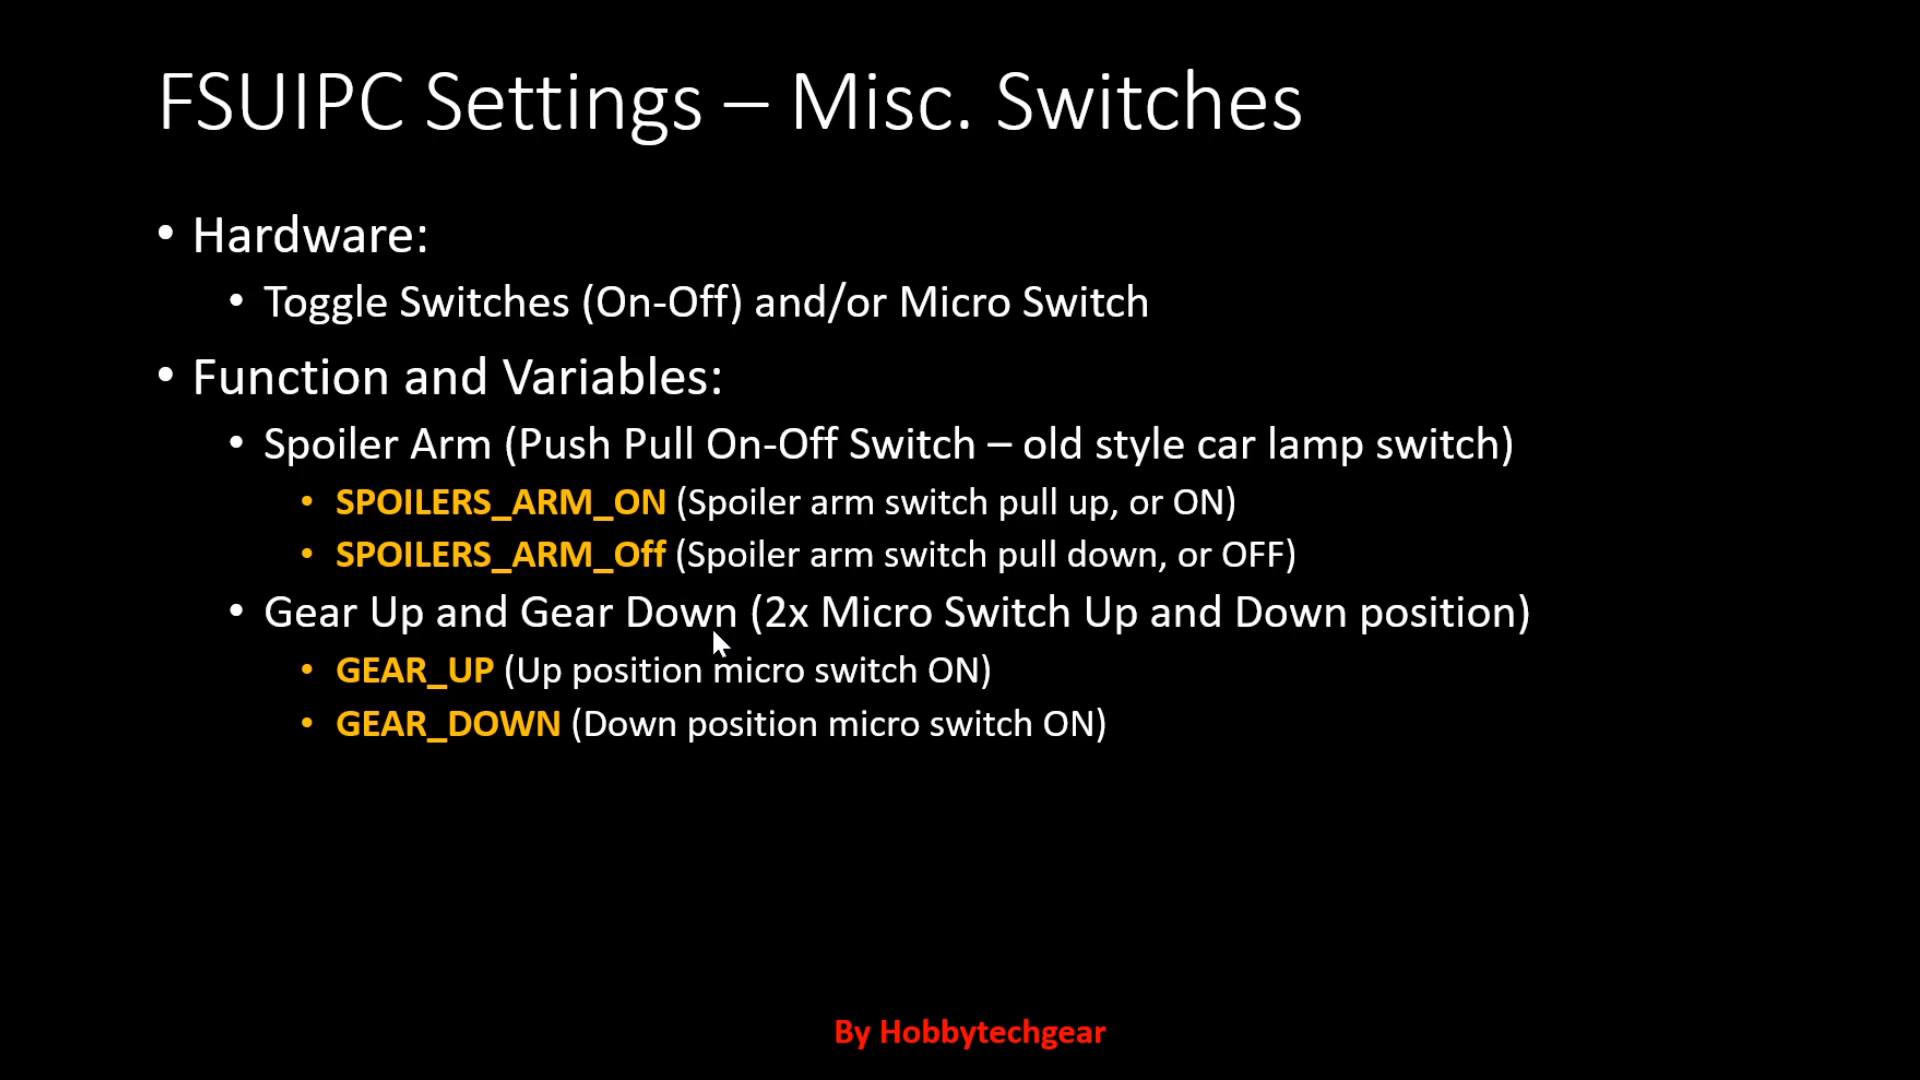 FSUIPC Settings – Misc. Switches
• Hardware:
• Toggle Switches (On-Off) and/or Micro Switch
• Function and Variables:
• Spoiler Arm (Push Pull On-Off Switch – old style car lamp switch)
• SPOILERS_ARM_ON (Spoiler arm switch pull up, or ON)
• SPOILERS_ARM_Off (Spoiler arm switch pull down, or OFF)
• Gear Up and Gear Down (2x Micro Switch Up and Down position)
• GEAR_UP (Up position micro switch ON)
• GEAR_DOWN (Down position micro switch ON)
By Hobbytechgear